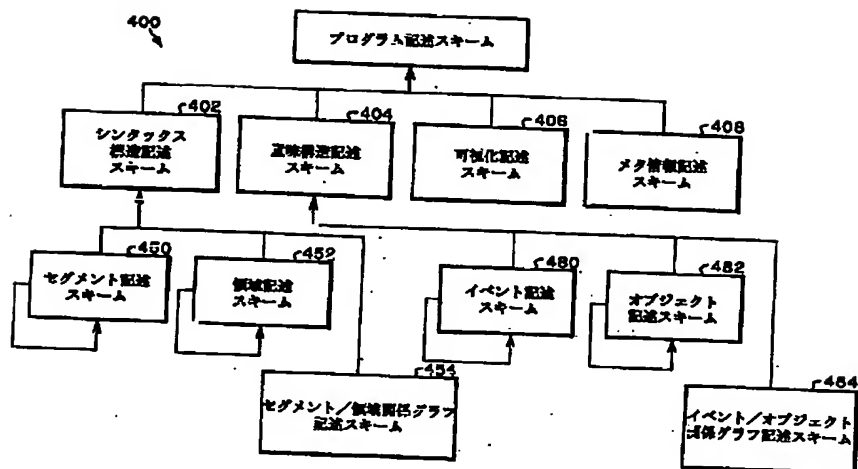 400
プログラム記述スキーム
402
シンタックス
構造記述
スキーム
404
意味構造記述
スキーム
406
可視化記述
スキーム
408
メタ情報記述
スキーム
450
セグメント記述
スキーム
452
領域記述
スキーム
480
イベント記述
スキーム
482
オブジェクト
記述スキーム
454
セグメント／領域関係グラフ
記述スキーム
484
イベント／オブジェクト
関係グラフ記述スキーム